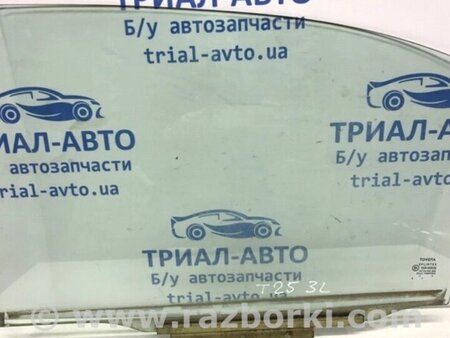 ТРИАЛ-АВТО
Б/у автозапчасти
trial-avto.ua
ТРИАЛ-АВТО
автозапчасти
trial-avto.ua
ТРИАЛ-АВТО
Б/у автозапча
trial-avto.u
ТРИАЛ-АВТО
Б/у автозапчасти
trial-avto.ua
TOYOTA
T25 3L
www.razborki.com